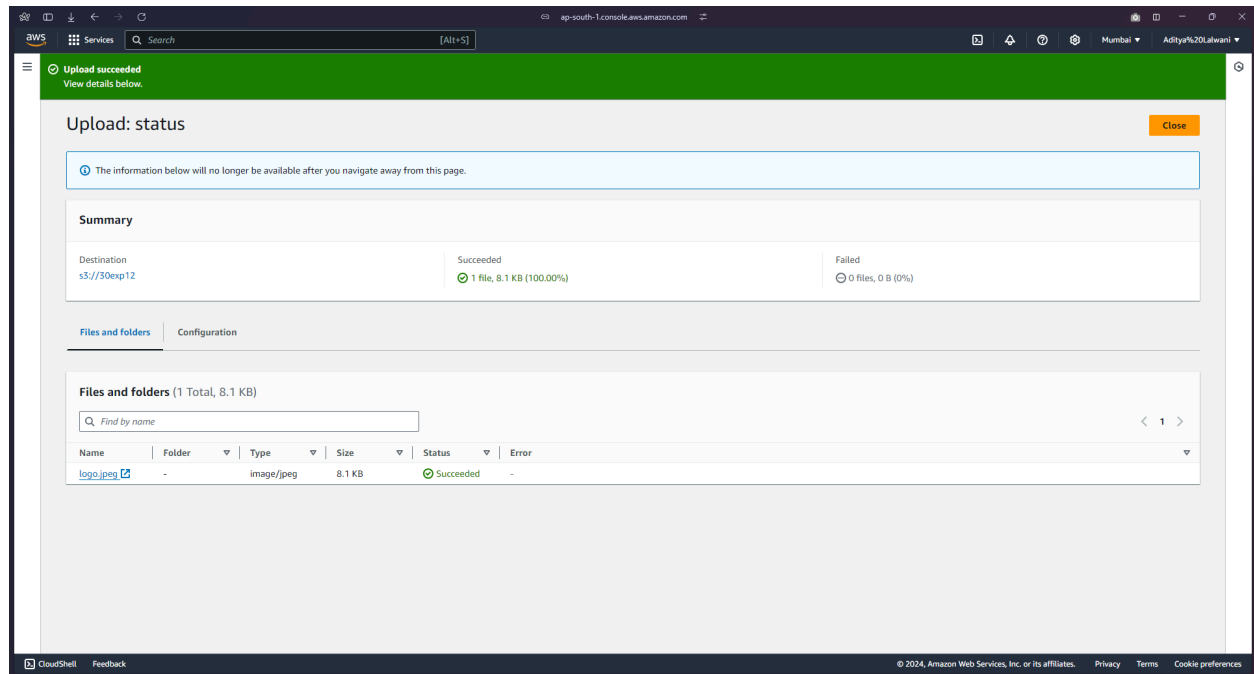 ap-south-1.console.aws.amazon.com
aws Services Search [Alt+S] Mumbai Aditya%20Lalwani
Upload succeeded
View details below.
Upload: status
Close
The information below will no longer be available after you navigate away from this page.
Summary
Destination Succeeded Failed
s3://30exp12 1 file, 8.1 KB (100.00%) 0 files, 0 B (0%)
Files and folders Configuration
Files and folders (1 Total, 8.1 KB)
Find by name 1
Name Folder Type Size Status Error
logo.jpeg - image/jpeg 8.1 KB Succeeded -
CloudShell Feedback © 2024, Amazon Web Services, Inc. or its affiliates. Privacy Terms Cookie preferences